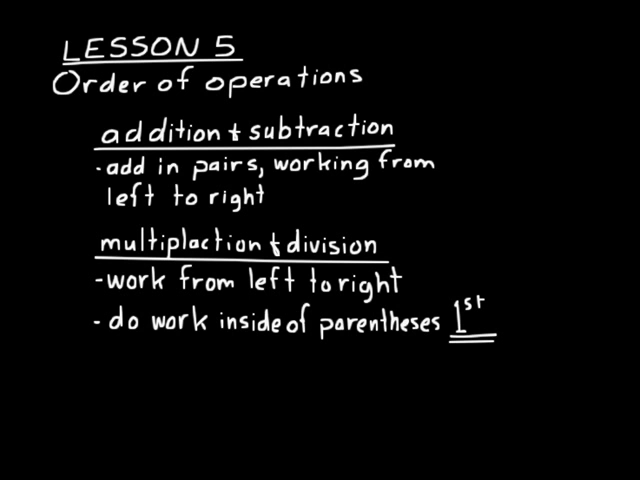 LESSON 5
Order of operations
addition & subtraction
· add in pairs, working from
left to right
multiplaction & division
- work from left to right
- do work inside of parentheses 1st